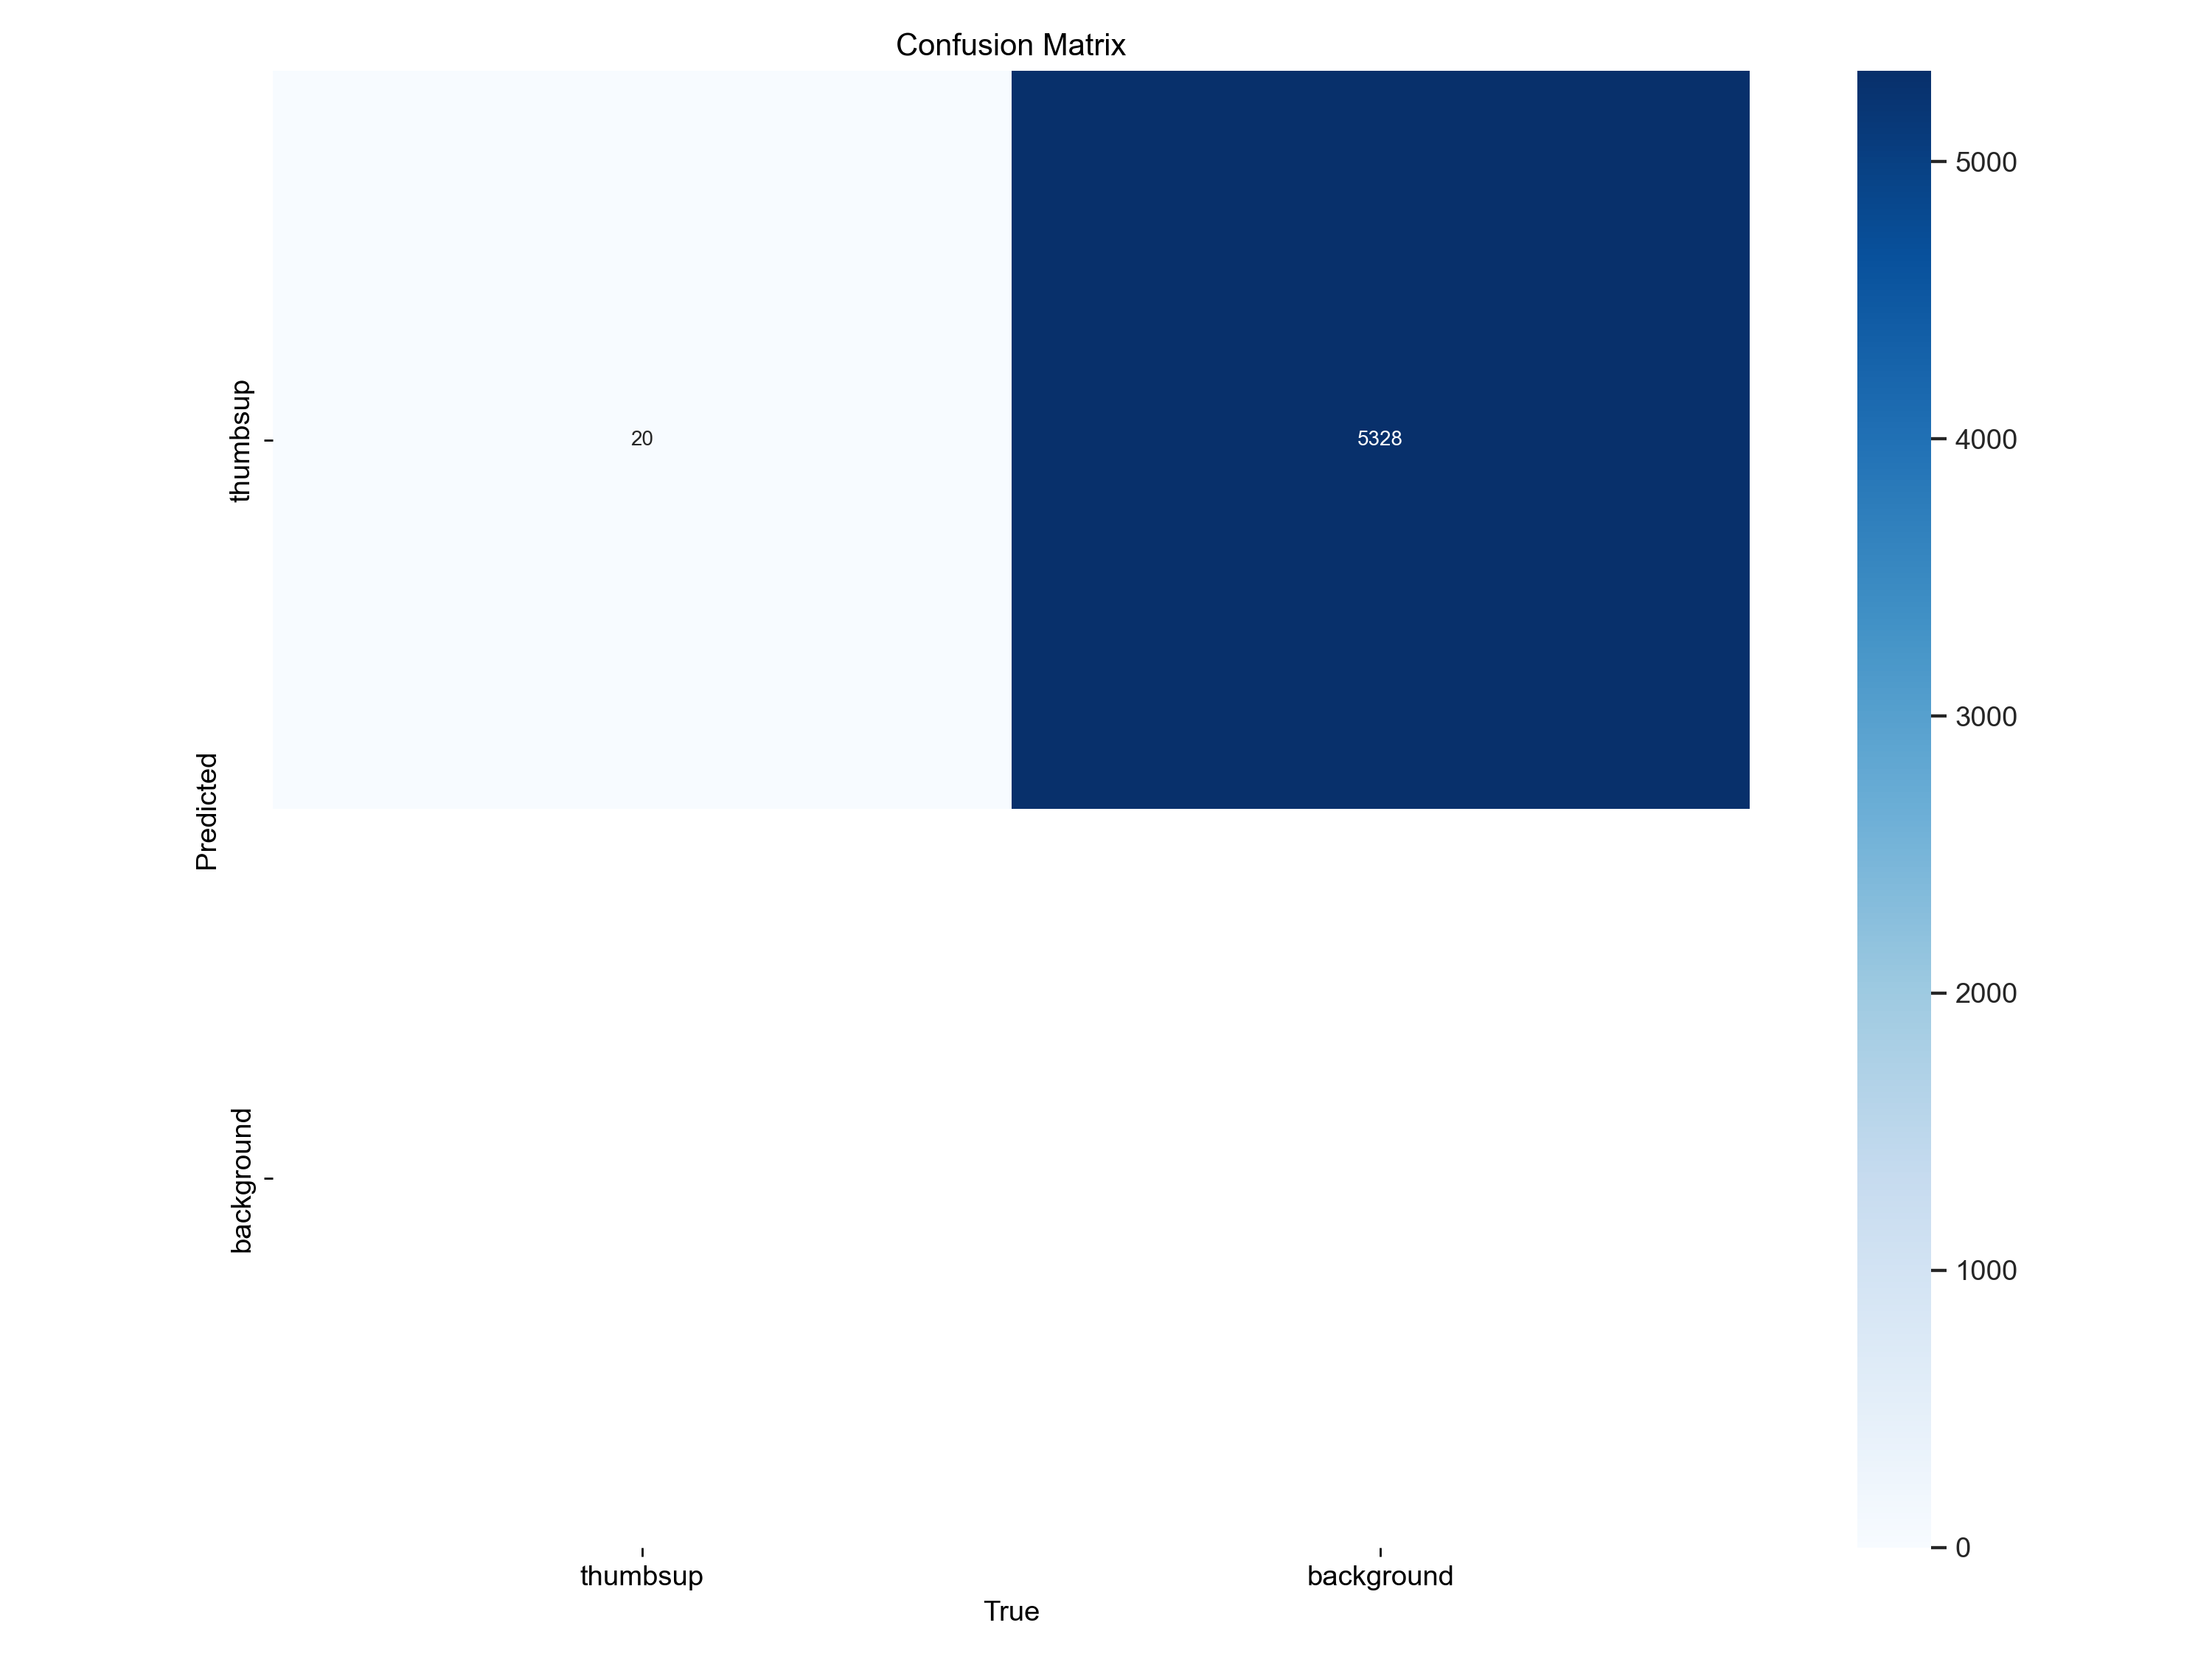 Confusion Matrix
thumbsup
20
5328
Predicted
background
thumbsup
background
True
5000
4000
3000
2000
1000
0